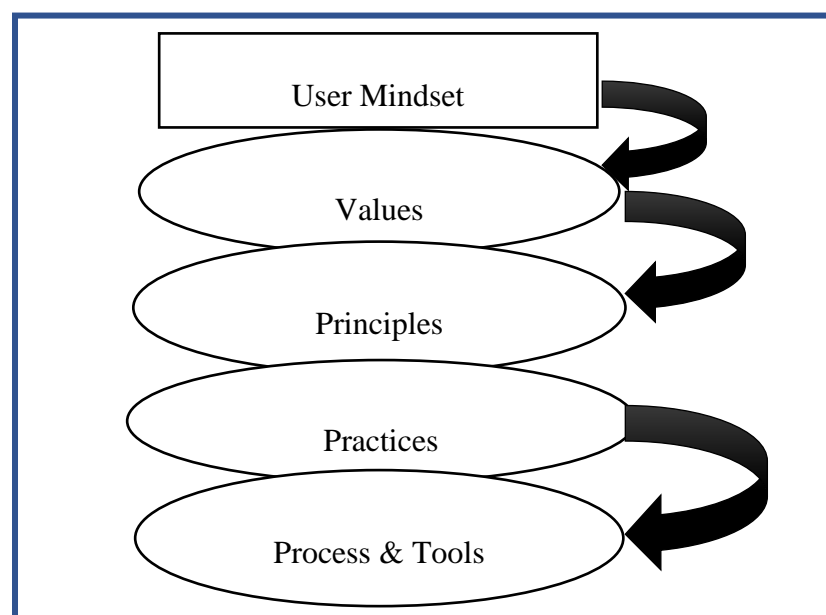 User Mindset
Values
Principles
Practices
Process & Tools